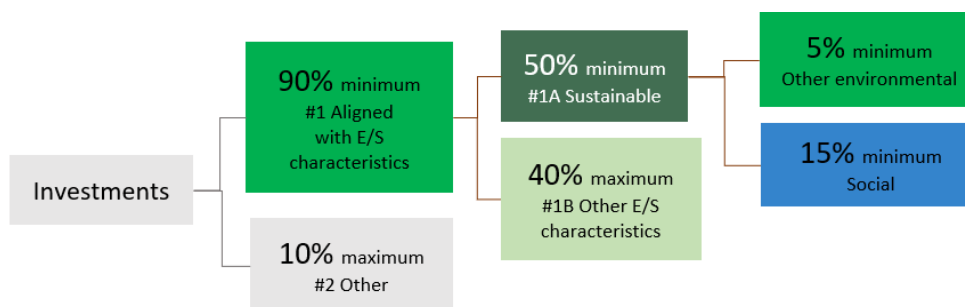 Investments
90% minimum
#1 Aligned
with E/S
characteristics
10% maximum
#2 Other
50% minimum
#1A Sustainable
40% maximum
#1B Other E/S
characteristics
5% minimum
Other environmental
15% minimum
Social